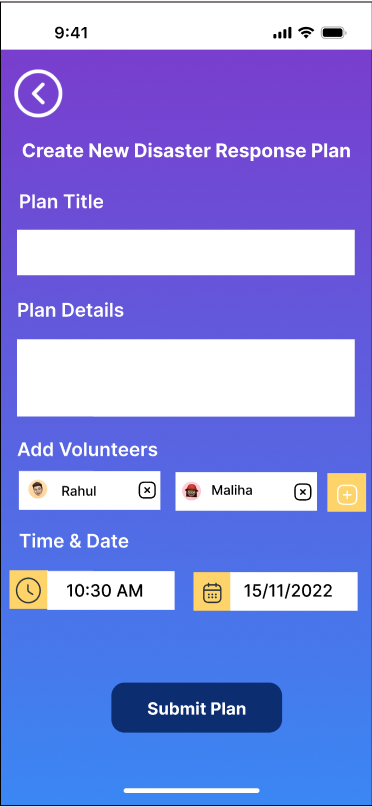 9:41
Create New Disaster Response Plan
Plan Title
Plan Details
Add Volunteers
Rahul
Maliha
Time & Date
10:30 AM
15/11/2022
Submit Plan